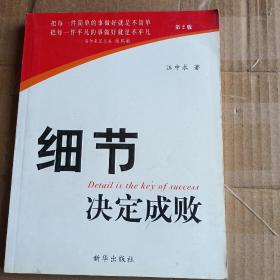 把每一件简单的事做好就是不简单
把每一件平凡的事做好就是不平凡
第2版
汪中求 著
细节
Detail is the key of success
决定成败
新华出版社